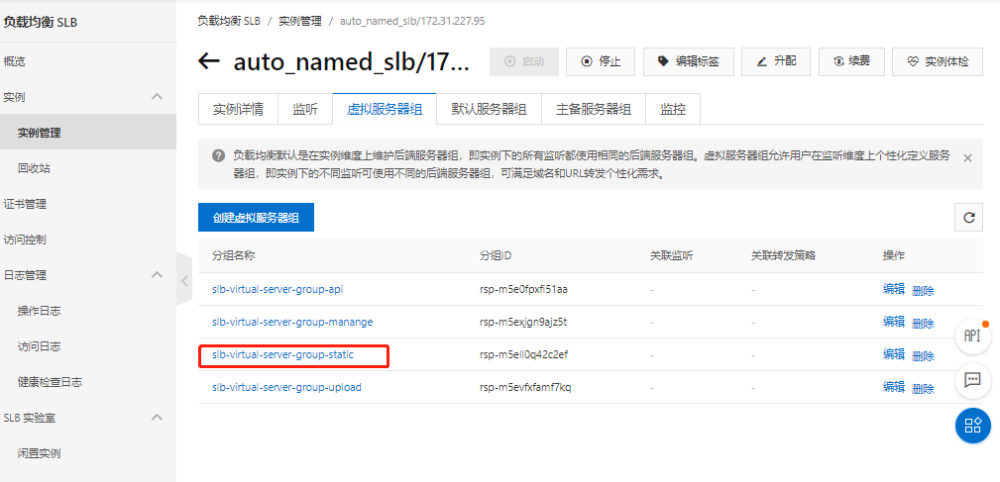 负载均衡 SLB
概览
实例
实例管理
回收站
证书管理
访问控制
日志管理
操作日志
访问日志
健康检查日志
SLB 实验室
闲置实例
负载均衡 SLB / 实例管理 / auto_named_slb/172.31.227.95
← auto_named_slb/17... 启动 停止 编辑标签 升配 续费 实例体检
实例详情 监听 虚拟服务器组 默认服务器组 主备服务器组 监控
负载均衡默认是在实例维度上维护后端服务器组，即实例下的所有监听都使用相同的后端服务器组。虚拟服务器组允许用户在监听维度上个性化定义服务
器组，即实例下的不同监听可使用不同的后端服务器组，可满足域名和URL转发个性化需求。
创建虚拟服务器组
分组名称 分组ID 关联监听 关联转发策略 操作
slb-virtual-server-group-api rsp-m5e0fpxfi51aa - - 编辑 删除
slb-virtual-server-group-manange rsp-m5exjgn9ajz5t - - 编辑 删除
slb-virtual-server-group-static rsp-m5ell0q42c2ef - - 编辑 删除
slb-virtual-server-group-upload rsp-m5evfxfamf7kq - - 编辑 删除
API